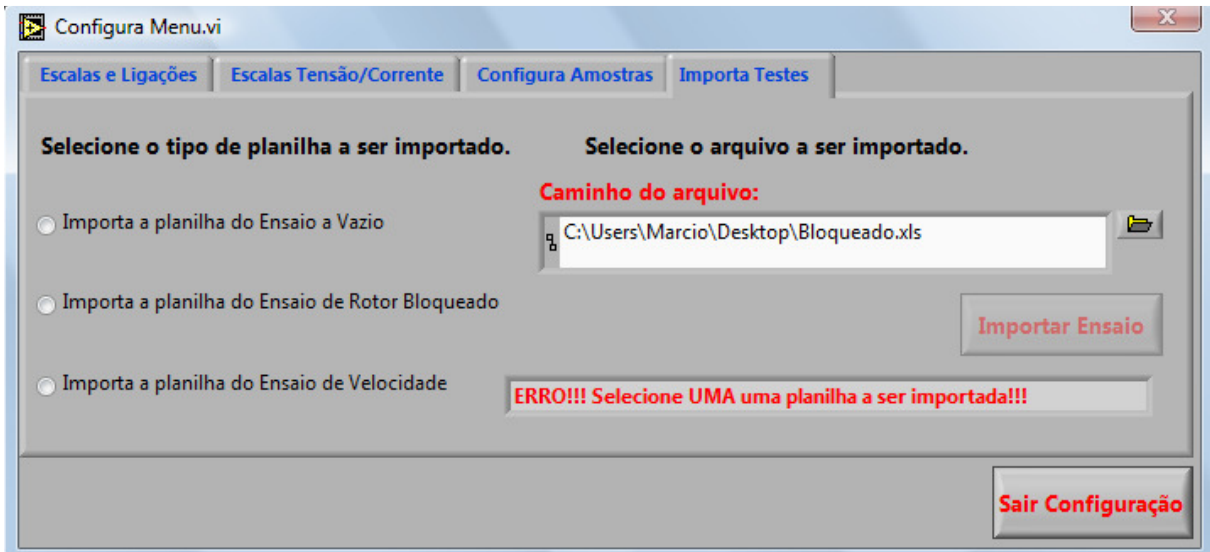 Configura Menu.vi
Escalas e Ligações Escalas Tensão/Corrente Configura Amostras Importa Testes
Selecione o tipo de planilha a ser importado. Selecione o arquivo a ser importado.
Caminho do arquivo:
Importa a planilha do Ensaio a Vazio
C:\Users\Marcio\Desktop\Bloqueado.xls
Importa a planilha do Ensaio de Rotor Bloqueado
Importar Ensaio
Importa a planilha do Ensaio de Velocidade
ERRO!!! Selecione UMA uma planilha a ser importada!!!
Sair Configuração